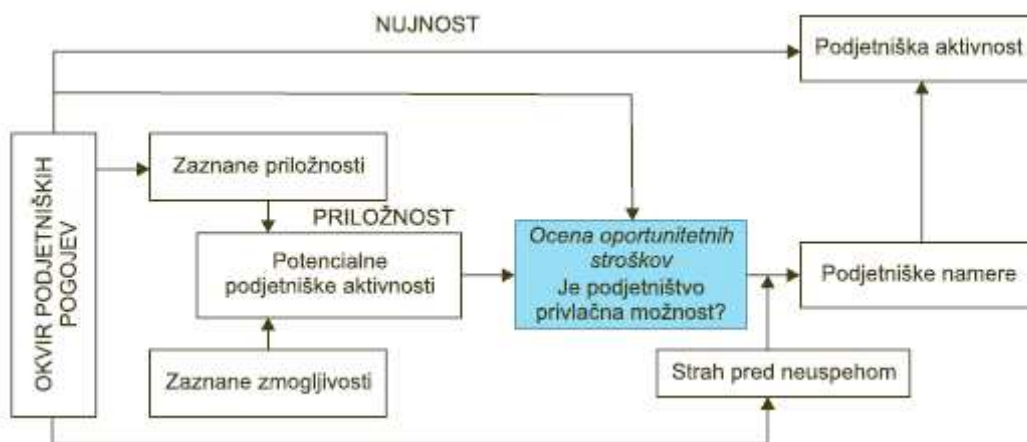 NUJNOST
Podjetniška aktivnost
OKVIR PODJETNIŠKIH
POGOJEV
Zaznane priložnosti
PRILOŽNOST
Potencialne
podjetniške aktivnosti
Zaznane zmogljivosti
Ocena oportunitetnih
stroškov
Je podjetništvo
privlačna možnost?
Podjetniške namere
Strah pred neuspehom